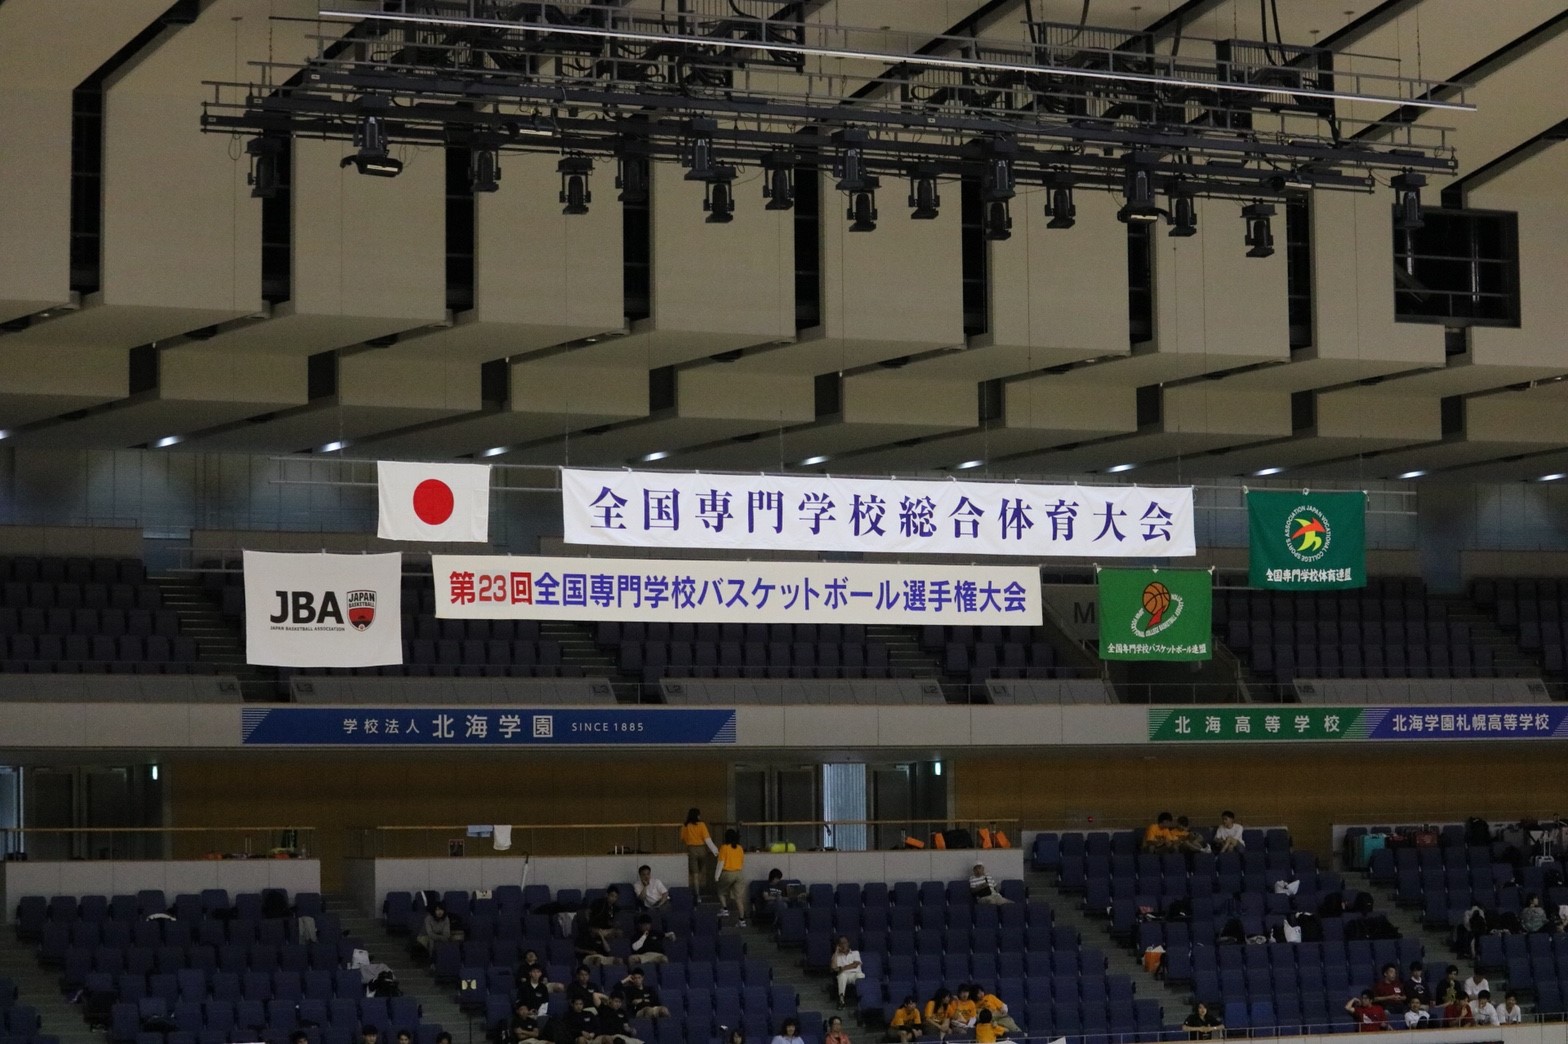 全国専門学校総合体育大会
全国専門学校体育連盟
JBA
JAPAN BASKETBALL ASSOCIATION
JAPAN
BASKETBALL
第23回全国専門学校バスケットボール選手権大会
M
全国専門学校バスケットボール連盟
学校法人 北海学園 SINCE 1885
北海高等学校
北海学園札幌高等学校